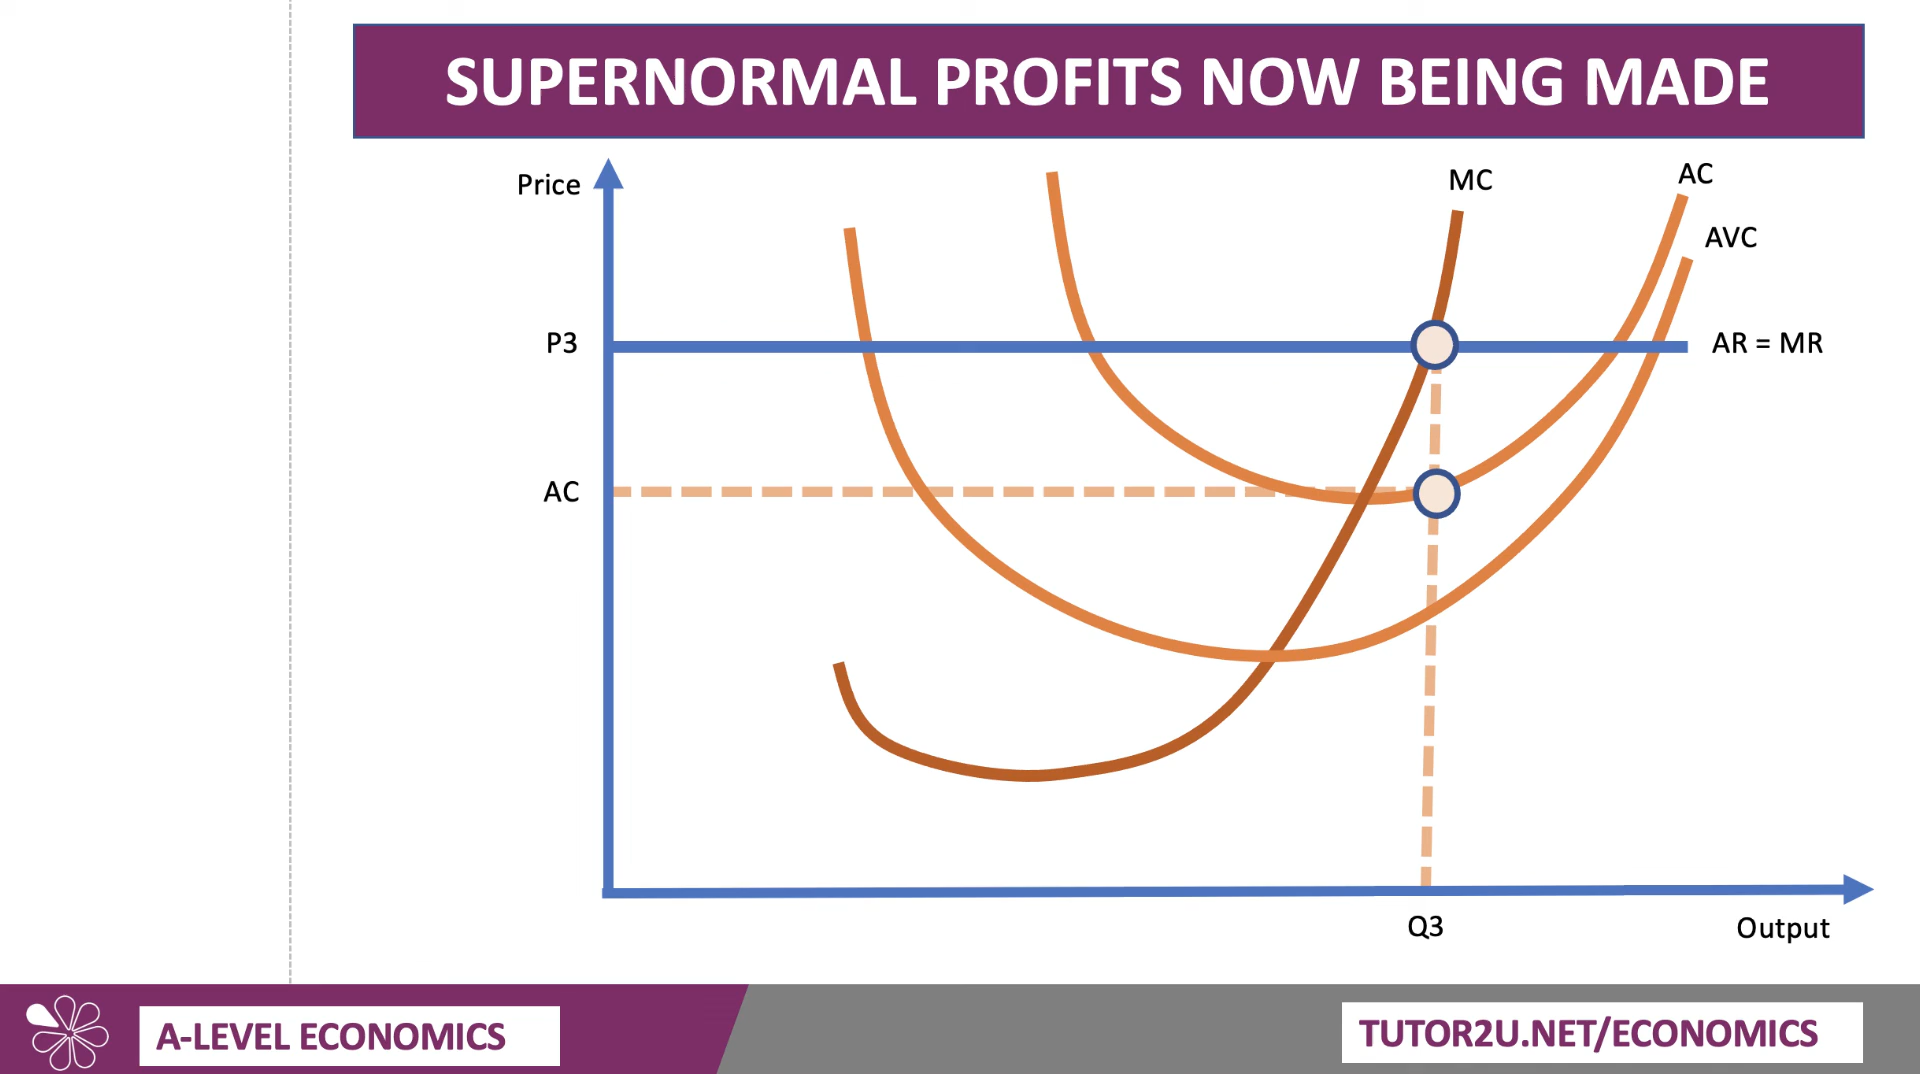 SUPERNORMAL PROFITS NOW BEING MADE
Price
MC
AC
AVC
P3
AR = MR
AC
Q3
Output
A-LEVEL ECONOMICS
TUTOR2U.NET/ECONOMICS